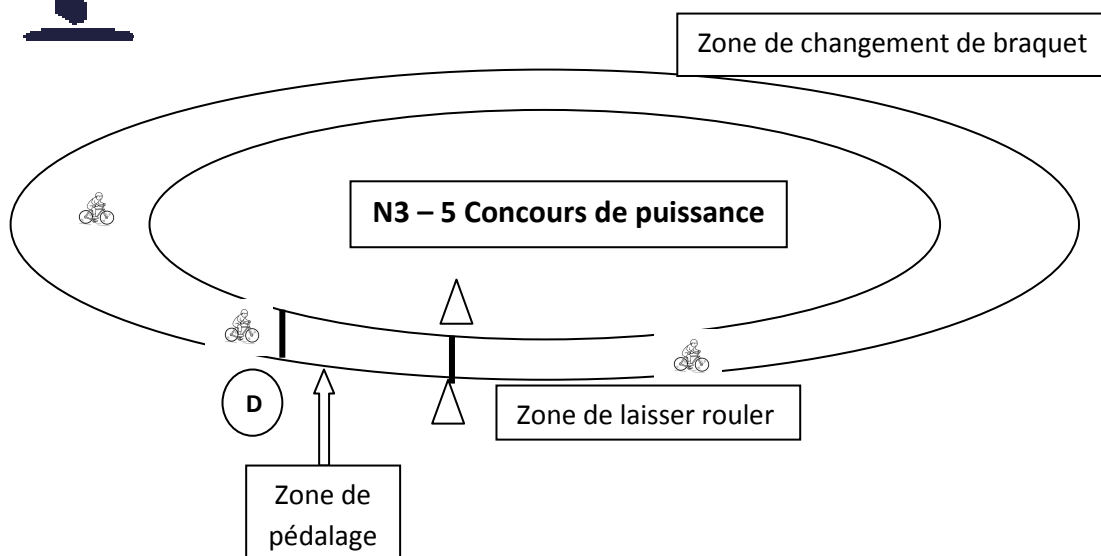 Zone de changement de braquet
N3 – 5 Concours de puissance
D
Zone de laisser rouler
Zone de
pédalage